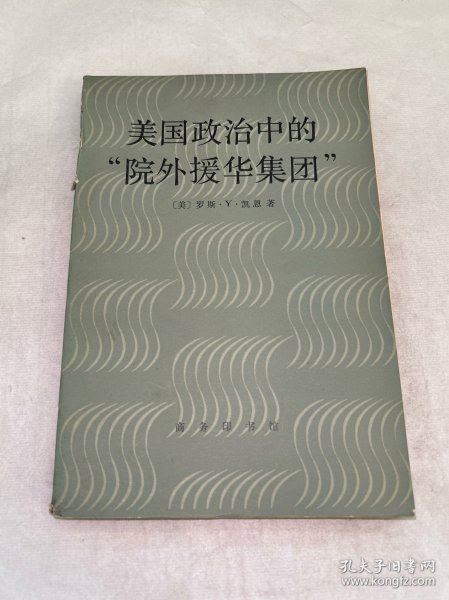 美国政治中的
“院外援华集团”
〔美〕罗斯·Y·凯恩 著
商务印书馆
孔夫子旧书网
www.kongfz.com